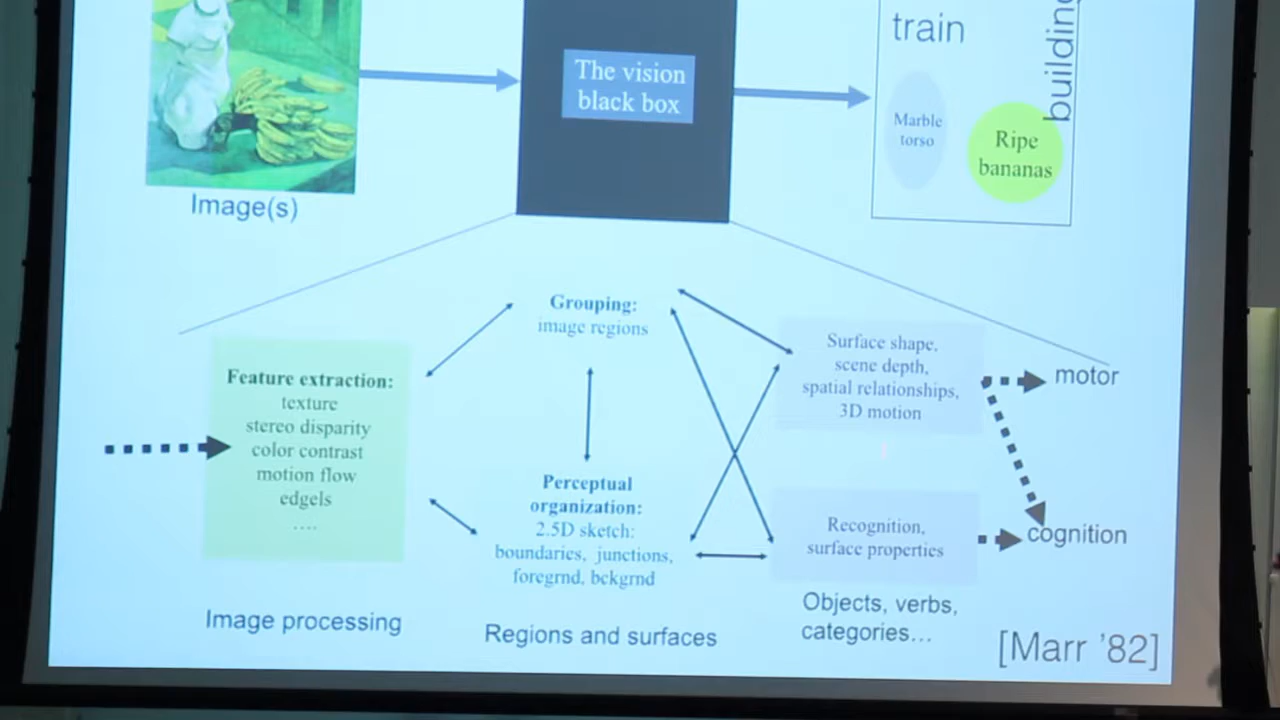 train
building
The vision
black box
Marble
torso
Ripe
bananas
Image(s)
Grouping:
image regions
Feature extraction:
texture
stereo disparity
color contrast
motion flow
edgels
....
Perceptual
organization:
2.5D sketch:
boundaries, junctions,
foregrnd, bckgrnd
Surface shape,
scene depth,
spatial relationships,
3D motion
Recognition,
surface properties
motor
cognition
Image processing
Regions and surfaces
Objects, verbs,
categories...
[Marr '82]